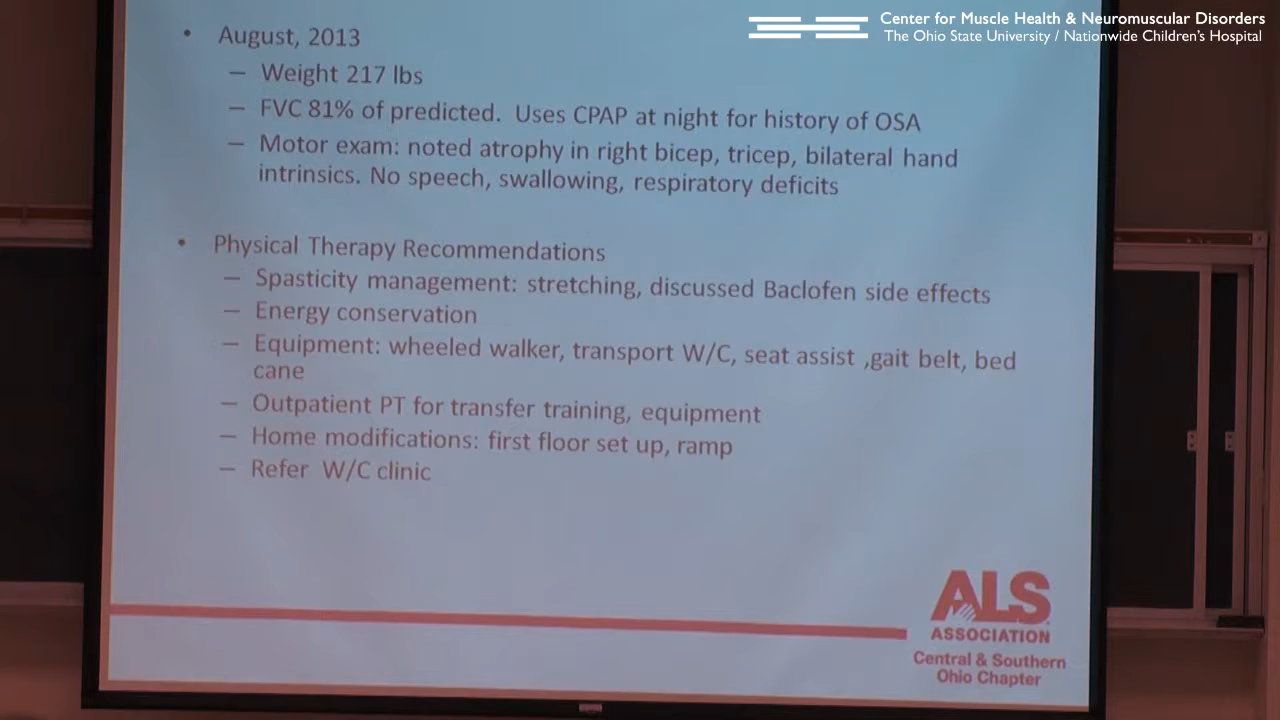 Center for Muscle Health & Neuromuscular Disorders
The Ohio State University / Nationwide Children's Hospital
• August, 2013
– Weight 217 lbs
– FVC 81% of predicted. Uses CPAP at night for history of OSA
– Motor exam: noted atrophy in right bicep, tricep, bilateral hand
intrinsics. No speech, swallowing, respiratory deficits
• Physical Therapy Recommendations
– Spasticity management: stretching, discussed Baclofen side effects
– Energy conservation
– Equipment: wheeled walker, transport W/C, seat assist ,gait belt, bed
cane
– Outpatient PT for transfer training, equipment
– Home modifications: first floor set up, ramp
– Refer W/C clinic
ALS
ASSOCIATION
Central & Southern
Ohio Chapter